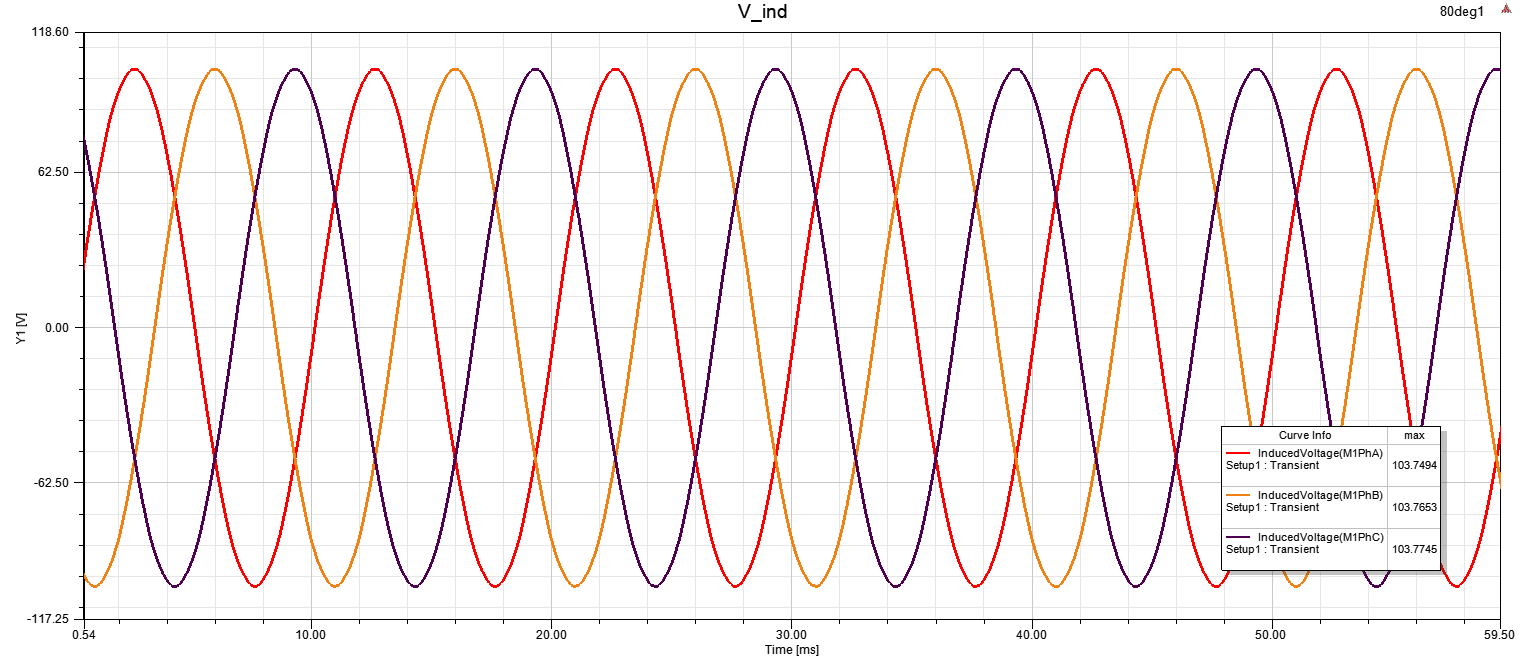 V_ind
80deg1
118.60
62.50
0.00
-62.50
-117.25
Y1 [V]
0.54
10.00
20.00
30.00
40.00
50.00
59.50
Time [ms]
Curve Info max
InducedVoltage(M1PhA)
Setup1 : Transient 103.7494
InducedVoltage(M1PhB)
Setup1 : Transient 103.7653
InducedVoltage(M1PhC)
Setup1 : Transient 103.7745